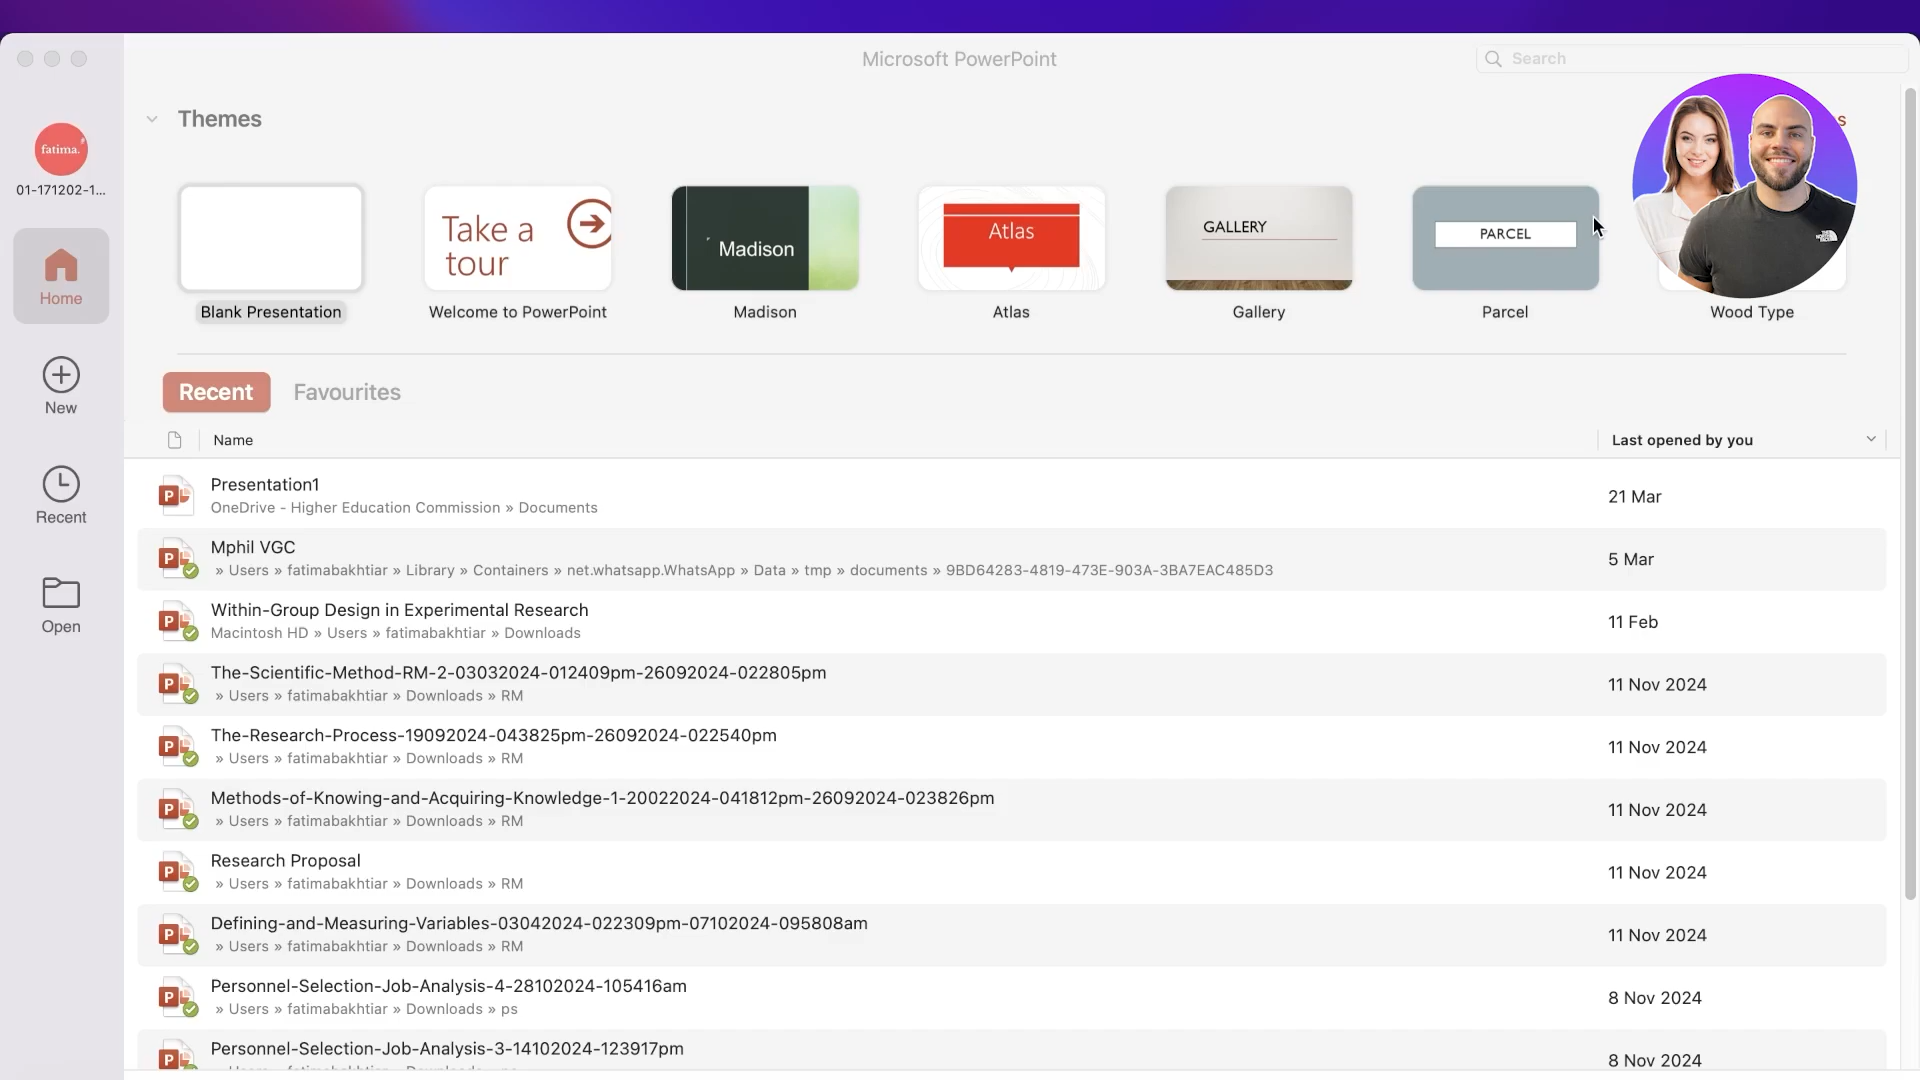 Microsoft PowerPoint
Search
Themes
fatima.
01-171202-1...
Take a
tour
Madison
Atlas
GALLERY
PARCEL
Blank Presentation
Welcome to PowerPoint
Madison
Atlas
Gallery
Parcel
Wood Type
Home
Recent
Favourites
New
Name
Last opened by you
Presentation1
OneDrive - Higher Education Commission » Documents
21 Mar
Recent
Mphil VGC
» Users » fatimabakhtiar » Library » Containers » net.whatsapp.WhatsApp » Data » tmp » documents » 9BD64283-4819-473E-903A-3BA7EAC485D3
5 Mar
Within-Group Design in Experimental Research
Macintosh HD » Users » fatimabakhtiar » Downloads
11 Feb
Open
The-Scientific-Method-RM-2-03032024-012409pm-26092024-022805pm
» Users » fatimabakhtiar » Downloads » RM
11 Nov 2024
The-Research-Process-19092024-043825pm-26092024-022540pm
» Users » fatimabakhtiar » Downloads » RM
11 Nov 2024
Methods-of-Knowing-and-Acquiring-Knowledge-1-20022024-041812pm-26092024-023826pm
» Users » fatimabakhtiar » Downloads » RM
11 Nov 2024
Research Proposal
» Users » fatimabakhtiar » Downloads » RM
11 Nov 2024
Defining-and-Measuring-Variables-03042024-022309pm-07102024-095808am
» Users » fatimabakhtiar » Downloads » RM
11 Nov 2024
Personnel-Selection-Job-Analysis-4-28102024-105416am
» Users » fatimabakhtiar » Downloads » ps
8 Nov 2024
Personnel-Selection-Job-Analysis-3-14102024-123917pm
8 Nov 2024